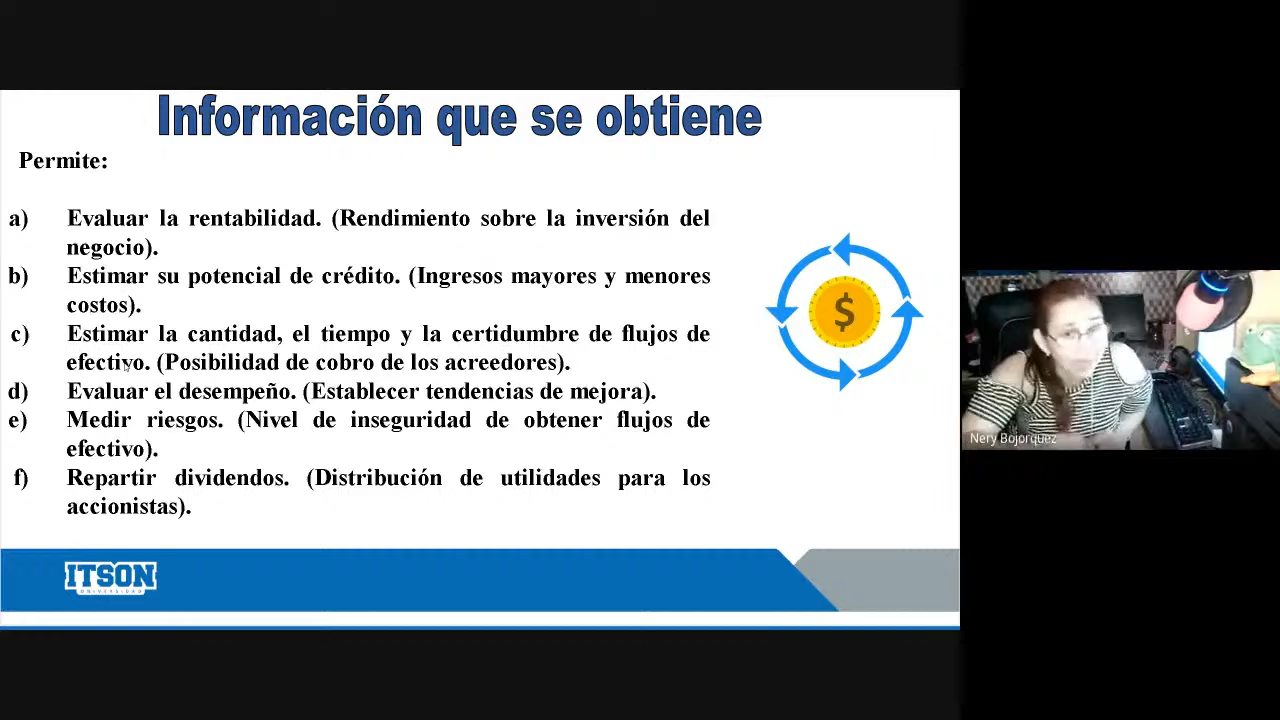 Información que se obtiene
Permite:
a) Evaluar la rentabilidad. (Rendimiento sobre la inversión del
negocio).
b) Estimar su potencial de crédito. (Ingresos mayores y menores
costos).
c) Estimar la cantidad, el tiempo y la certidumbre de flujos de
efectivo. (Posibilidad de cobro de los acreedores).
d) Evaluar el desempeño. (Establecer tendencias de mejora).
e) Medir riesgos. (Nivel de inseguridad de obtener flujos de
efectivo).
f) Repartir dividendos. (Distribución de utilidades para los
accionistas).
$
Nery Bojorquez
ITSON
UNIVERSIDAD